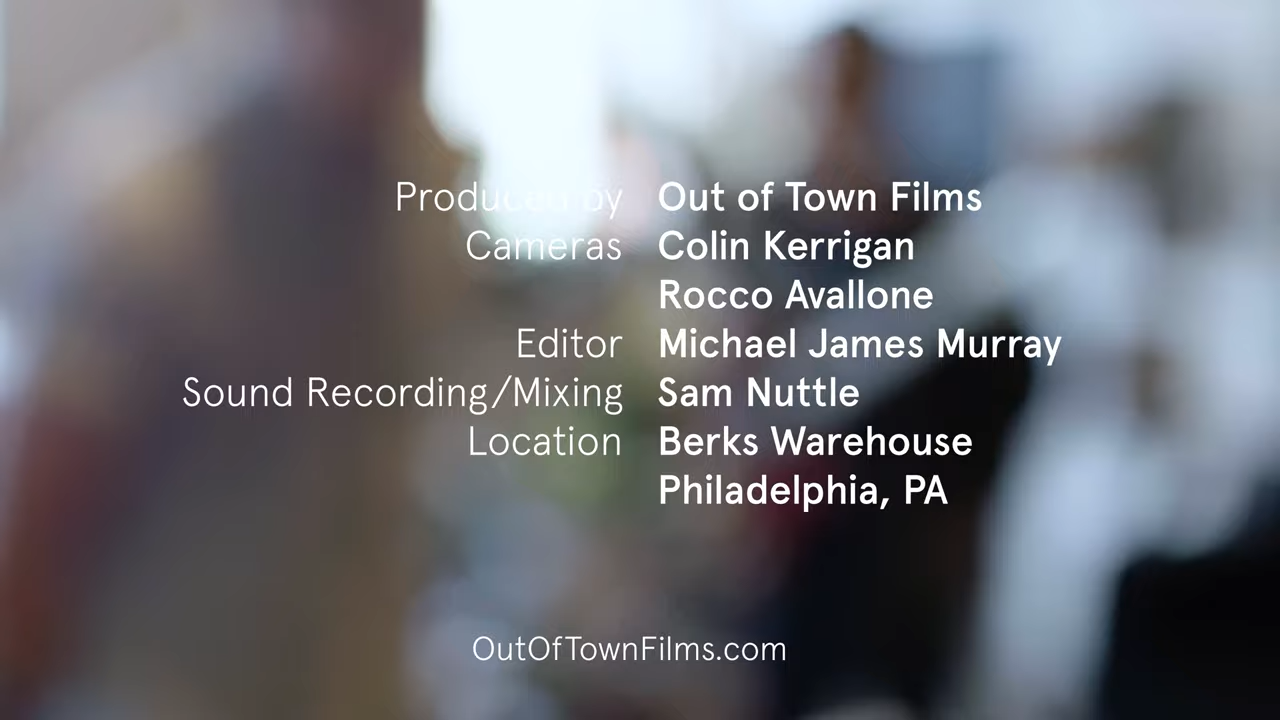 Produced by Out of Town Films
Cameras Colin Kerrigan
Rocco Avallone
Editor Michael James Murray
Sound Recording/Mixing Sam Nuttle
Location Berks Warehouse
Philadelphia, PA
OutOfTownFilms.com